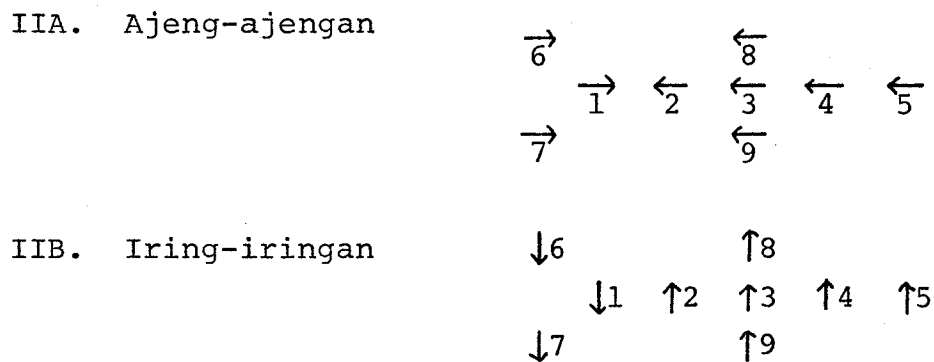 IIA. Ajeng-ajengan
→6 ←8
→1 ←2 ←3 ←4 ←5
→7 ←9
IIB. Iring-iringan ↓6 ↑8
↓1 ↑2 ↑3 ↑4 ↑5
↓7 ↑9